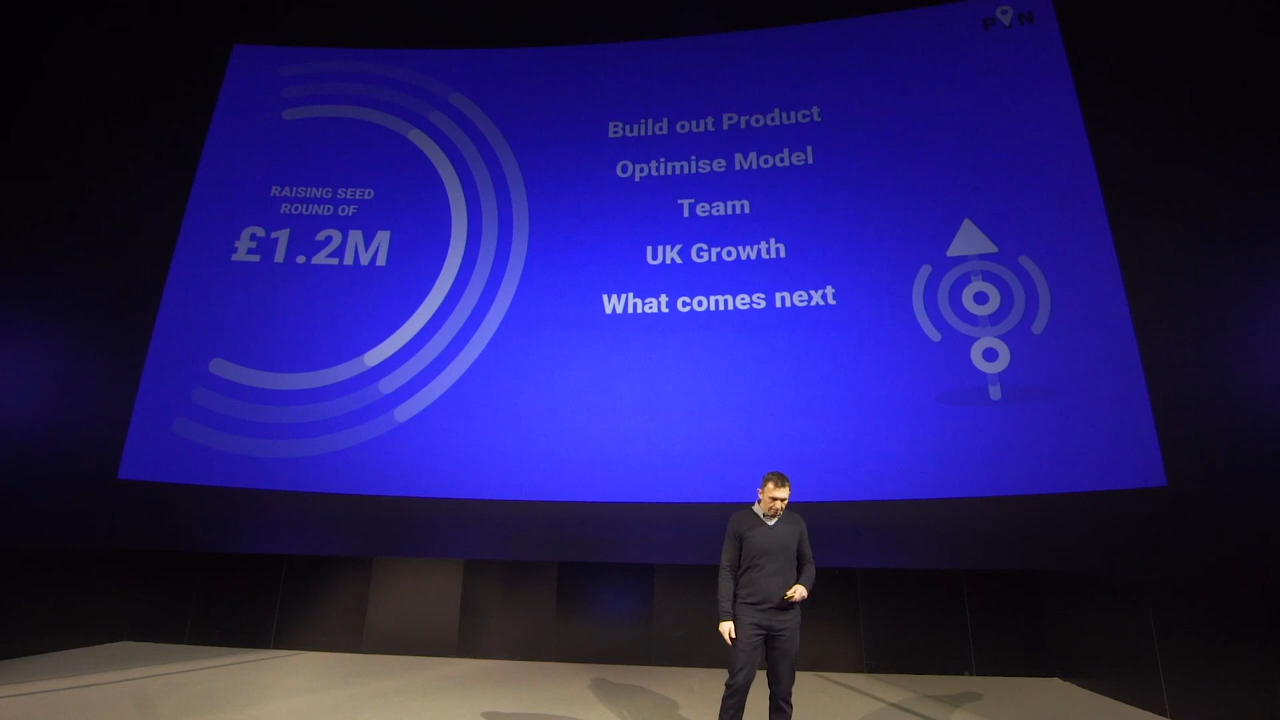 P N
RAISING SEED
ROUND OF
£1.2M
Build out Product
Optimise Model
Team
UK Growth
What comes next